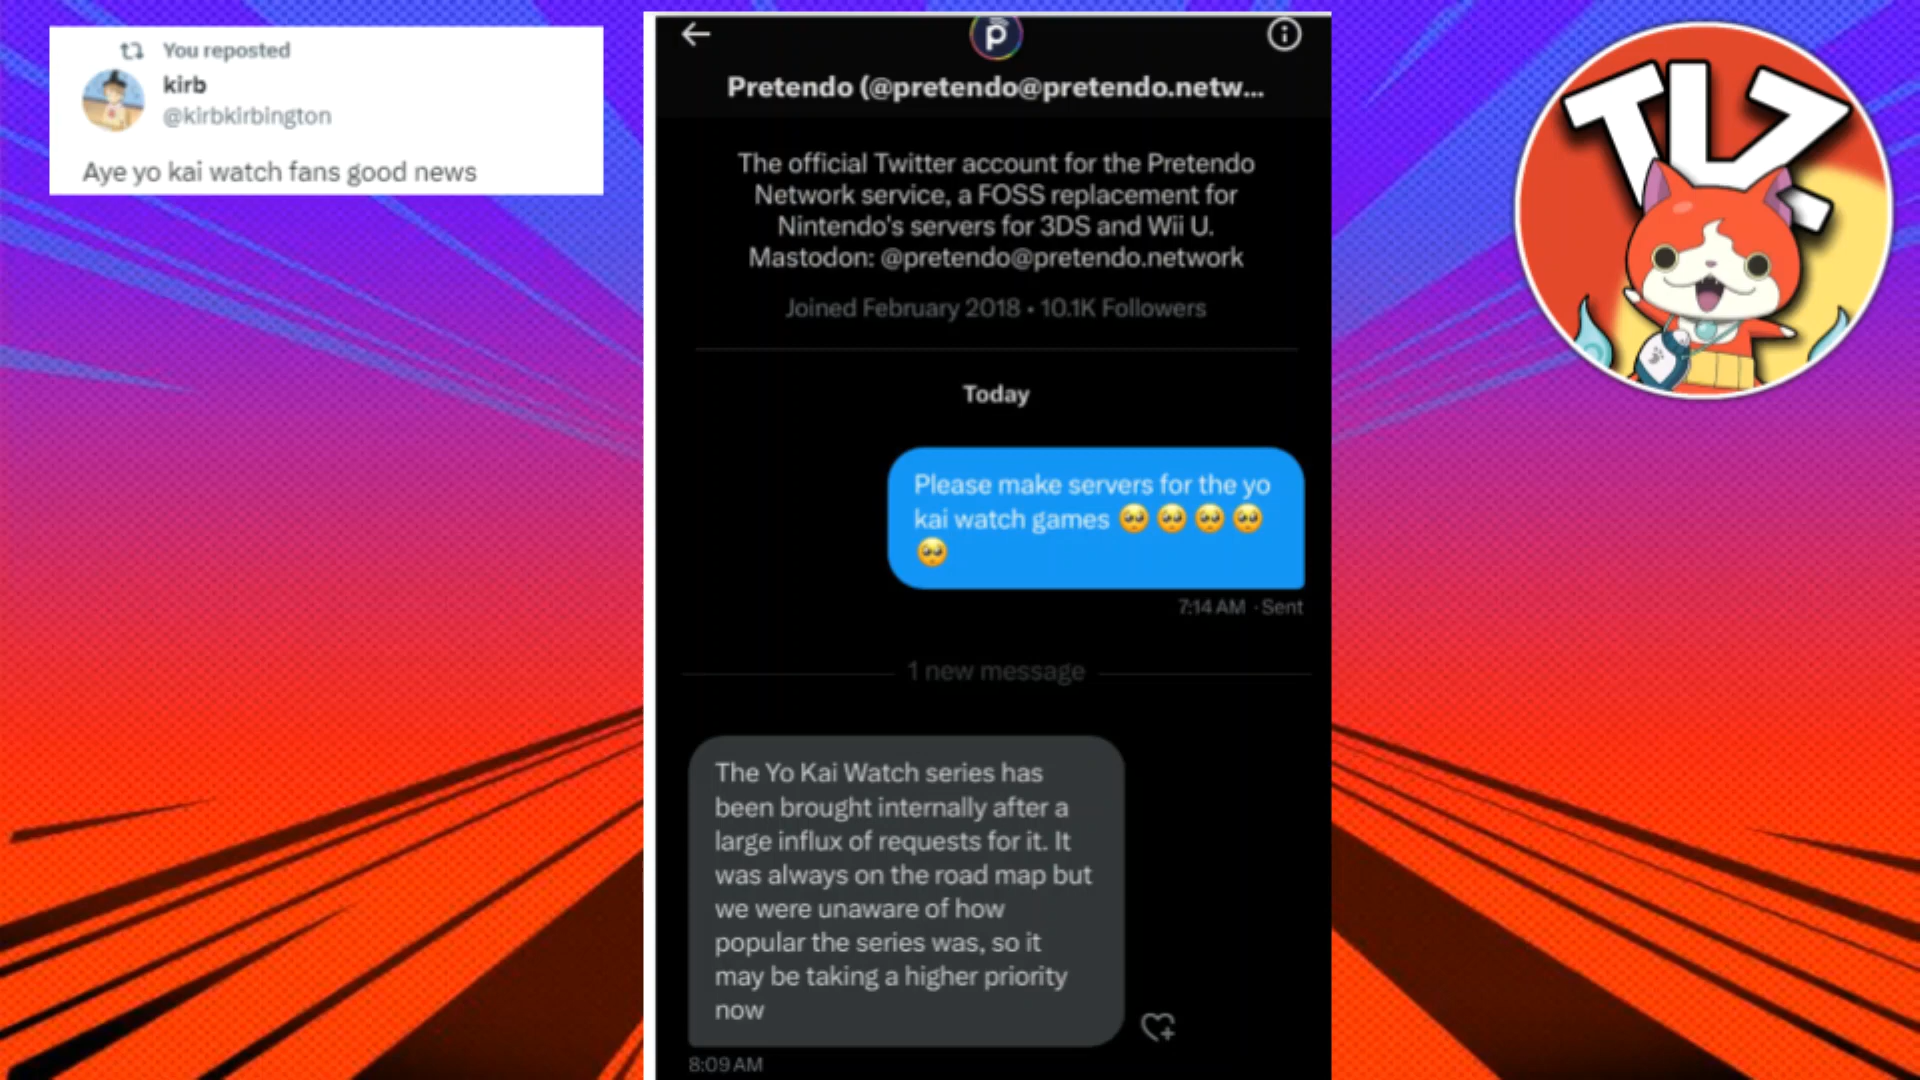 You reposted
kirb
@kirbkirbington
Aye yo kai watch fans good news
p
Pretendo (@pretendo@pretendo.netw...
The official Twitter account for the Pretendo
Network service, a FOSS replacement for
Nintendo's servers for 3DS and Wii U.
Mastodon: @pretendo@pretendo.network
Joined February 2018 • 10.1K Followers
Today
Please make servers for the yo
kai watch games 🥺 🥺 🥺 🥺
🥺
7:14 AM · Sent
1 new message
The Yo Kai Watch series has
been brought internally after a
large influx of requests for it. It
was always on the road map but
we were unaware of how
popular the series was, so it
may be taking a higher priority
now
8:09 AM
TLZ